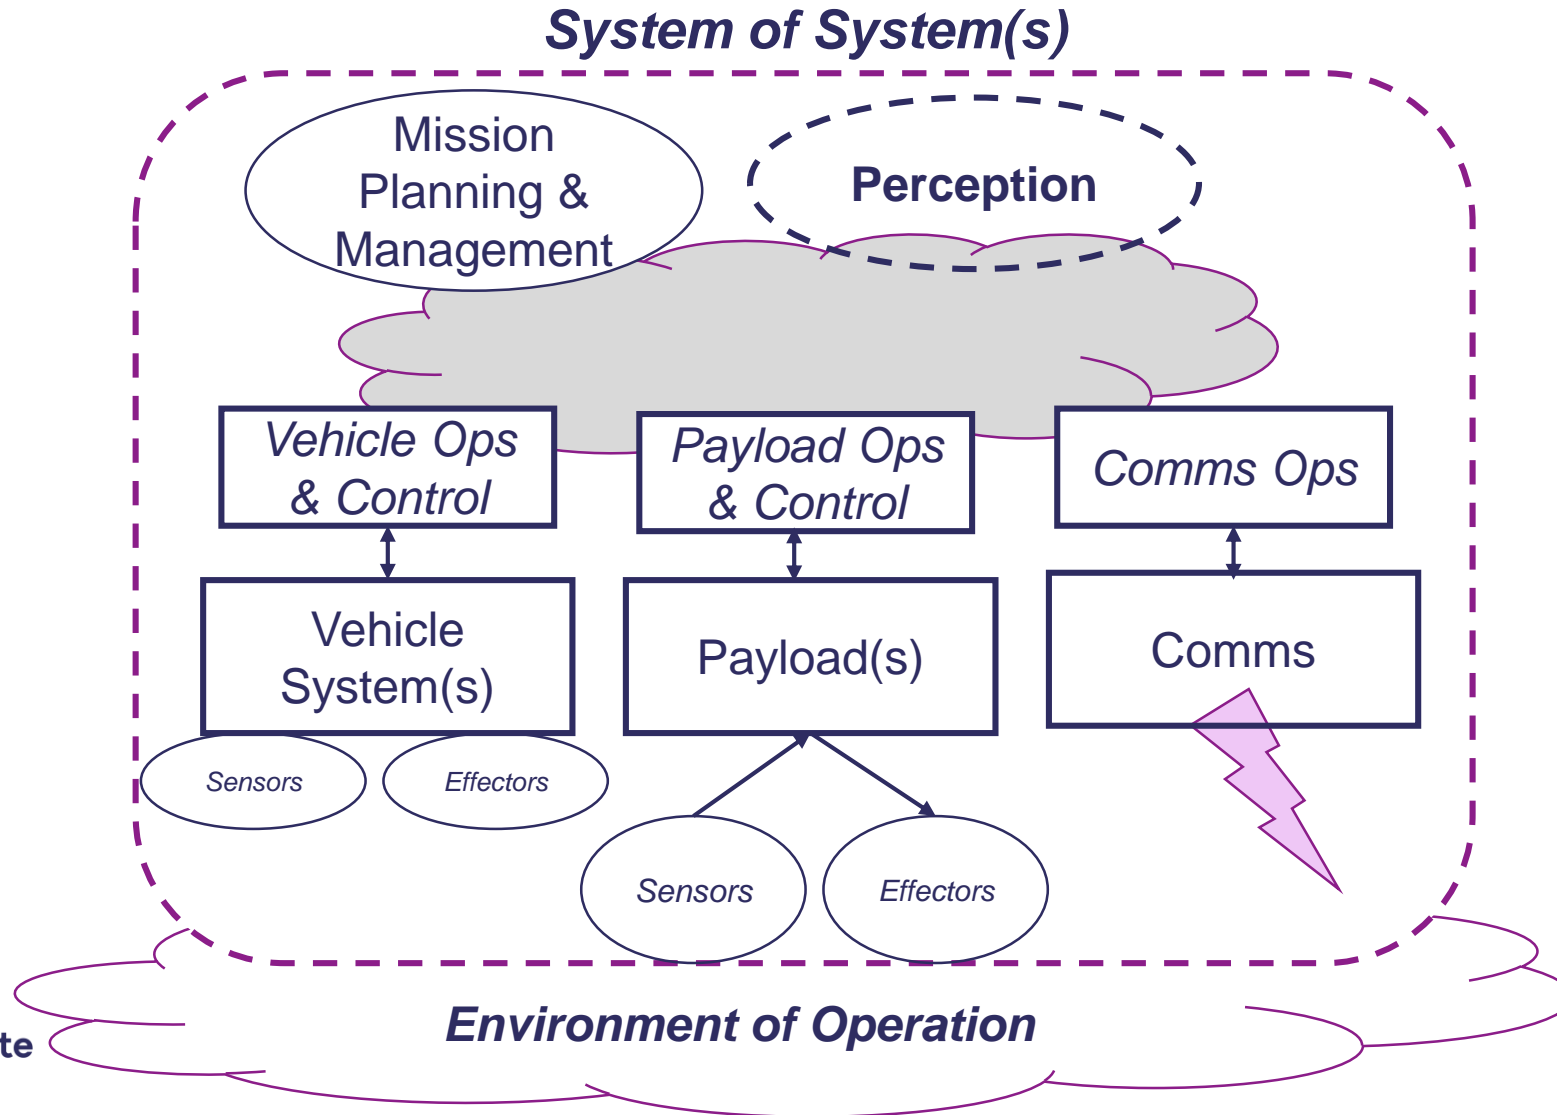 System of System(s)
Mission
Planning &
Management
Perception
Vehicle Ops
& Control
Payload Ops
& Control
Comms Ops
Vehicle
System(s)
Payload(s)
Comms
Sensors
Effectors
Sensors
Effectors
Environment of Operation
te